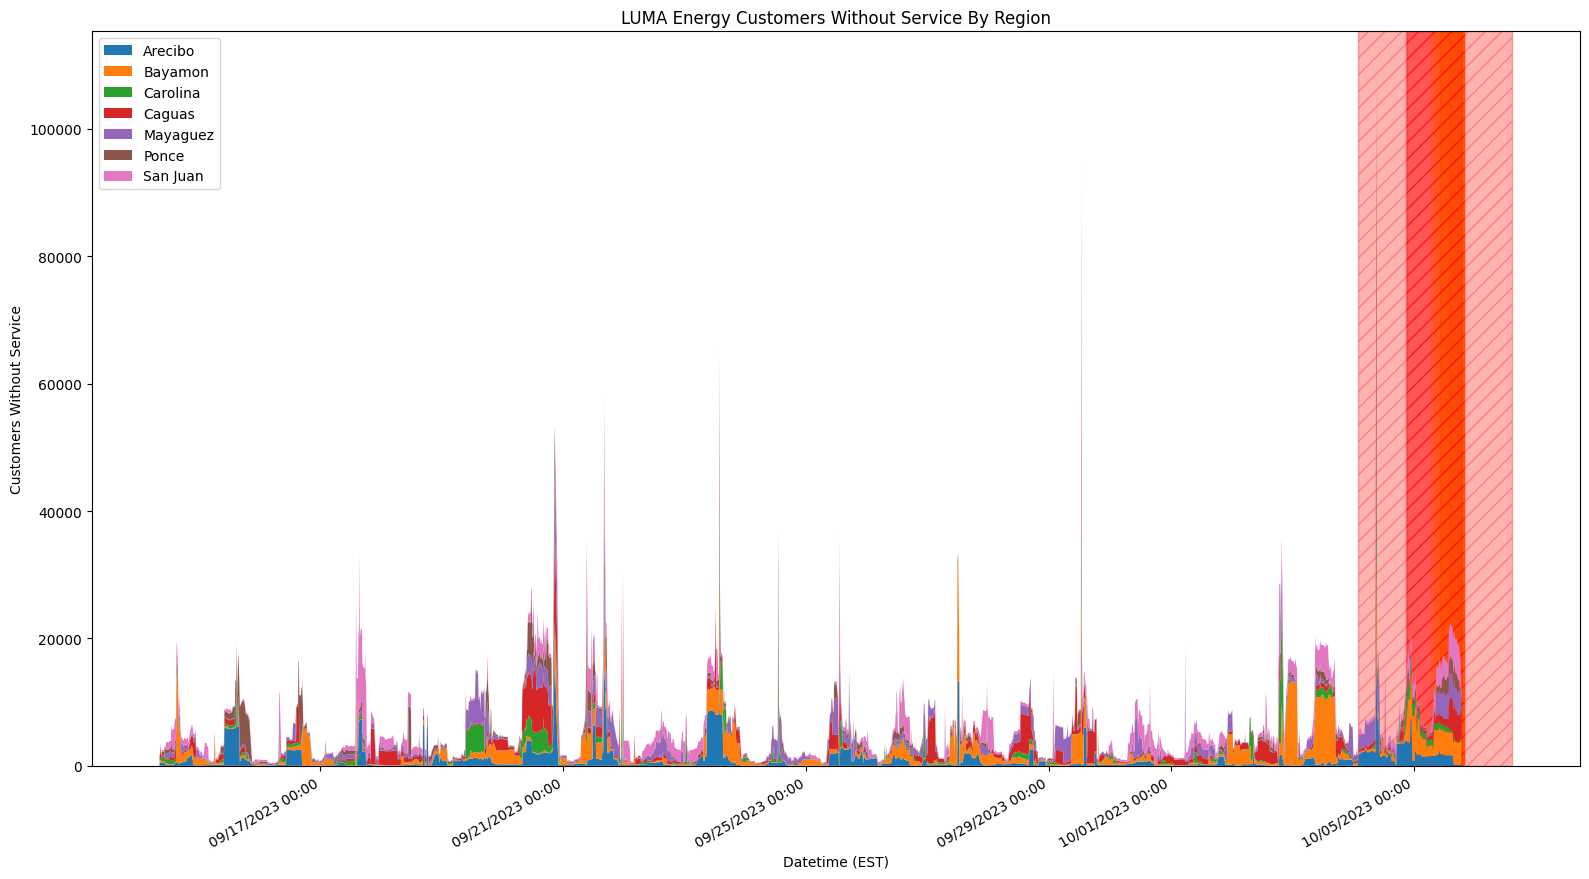 LUMA Energy Customers Without Service By Region
Arecibo
Bayamon
Carolina
Caguas
Mayaguez
Ponce
San Juan
100000
80000
60000
40000
20000
0
Customers Without Service
09/17/2023 00:00
09/21/2023 00:00
09/25/2023 00:00
09/29/2023 00:00
10/01/2023 00:00
10/05/2023 00:00
Datetime (EST)